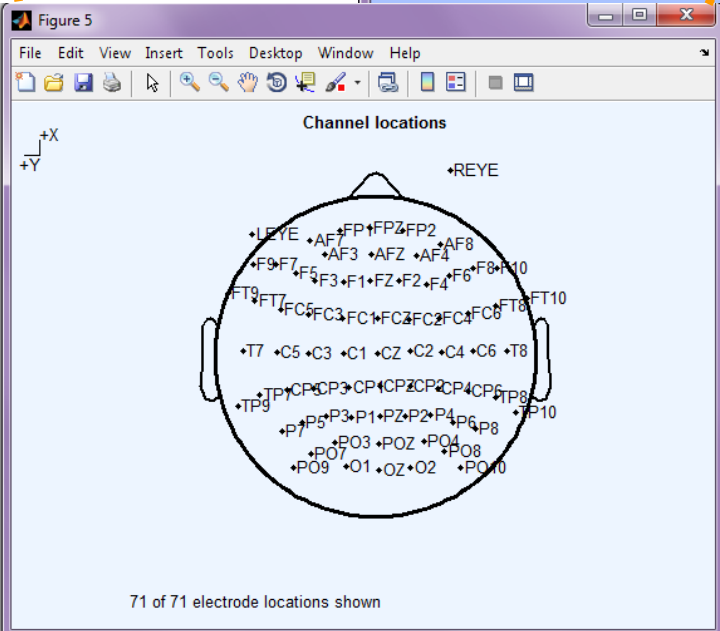 Figure 5
File Edit View Insert Tools Desktop Window Help
Channel locations
+X
+Y
REYE
LEYE AF7 FP1 FPZ FP2 AF8
AF3 AFZ AF4
F9 F7 F5 F3 F1 FZ F2 F4 F6 F8 F10
FT9 FT7 FC5 FC3 FC1 FCZ FC2 FC4 FC6 FT8 FT10
T7 C5 C3 C1 CZ C2 C4 C6 T8
TP9 TP7 CP5 CP3 CP1 CPZ CP2 CP4 CP6 TP8 TP10
P7 P5 P3 P1 PZ P2 P4 P6 P8
PO7 PO3 POZ PO4 PO8
PO9 O1 OZ O2 PO10
71 of 71 electrode locations shown